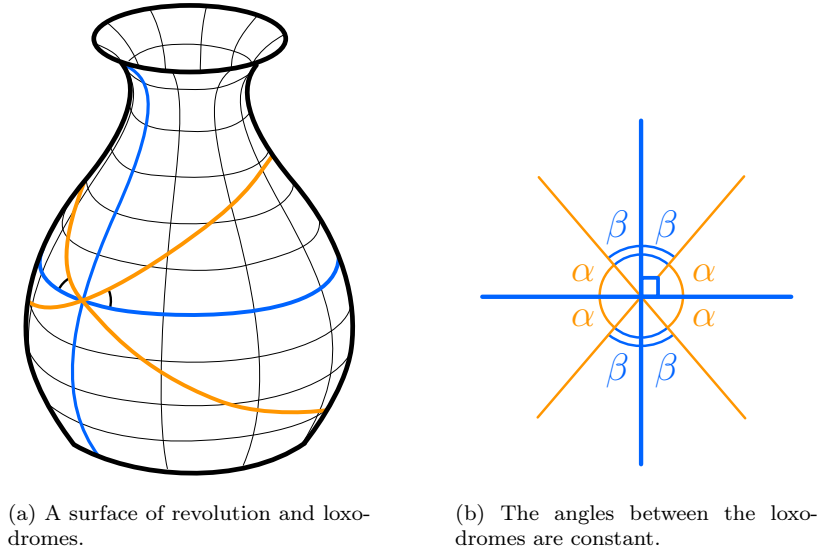 β β
α α
α α
β β
(a) A surface of revolution and loxo-
dromes.
(b) The angles between the loxo-
dromes are constant.